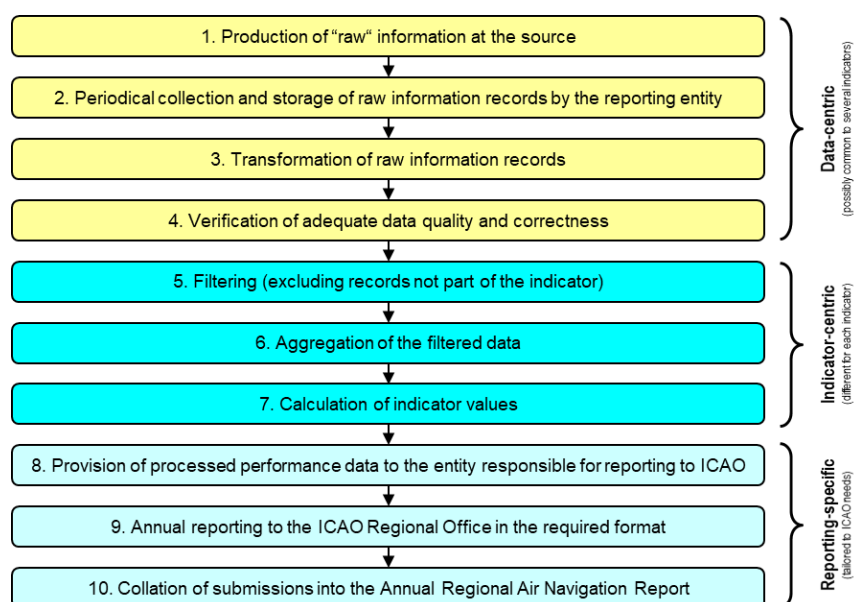 1. Production of “raw“ information at the source
2. Periodical collection and storage of raw information records by the reporting entity
3. Transformation of raw information records
4. Verification of adequate data quality and correctness
Data-centric
(possibly common to several indicators)
5. Filtering (excluding records not part of the indicator)
6. Aggregation of the filtered data
7. Calculation of indicator values
Indicator-centric
(different for each indicator)
8. Provision of processed performance data to the entity responsible for reporting to ICAO
9. Annual reporting to the ICAO Regional Office in the required format
10. Collation of submissions into the Annual Regional Air Navigation Report
Reporting-specific
(tailored to ICAO needs)